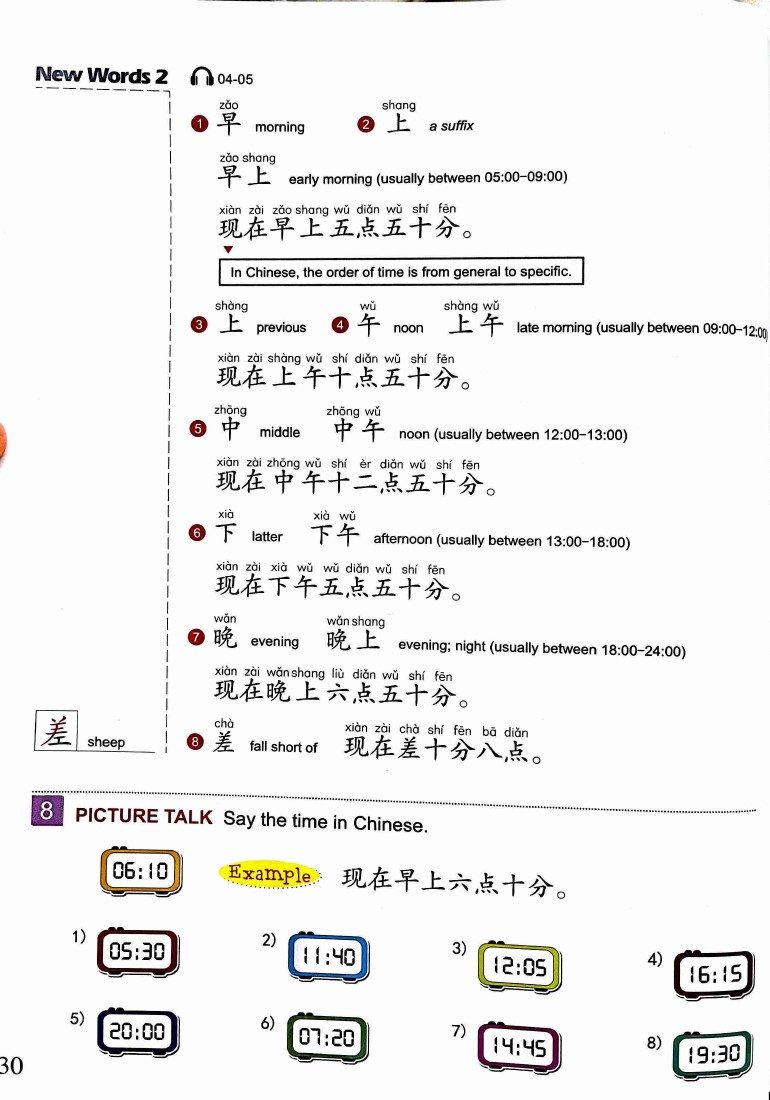 New Words 2 04-05
zǎo shang
1 早 morning 2 上 a suffix
zǎo shang
早上 early morning (usually between 05:00–09:00)
xiàn zài zǎo shang wǔ diǎn wǔ shí fēn
现在早上五点五十分。
In Chinese, the order of time is from general to specific.
shàng wǔ shàng wǔ
3 上 previous 4 午 noon 上午 late morning (usually between 09:00–12:00)
xiàn zài shàng wǔ shí diǎn wǔ shí fēn
现在上午十点五十分。
zhōng zhōng wǔ
5 中 middle 中午 noon (usually between 12:00–13:00)
xiàn zài zhōng wǔ shí èr diǎn wǔ shí fēn
现在中午十二点五十分。
xià xià wǔ
6 下 latter 下午 afternoon (usually between 13:00–18:00)
xiàn zài xià wǔ wǔ diǎn wǔ shí fēn
现在下午五点五十分。
wǎn wǎn shang
7 晚 evening 晚上 evening; night (usually between 18:00–24:00)
xiàn zài wǎn shang liù diǎn wǔ shí fēn
现在晚上六点五十分。
chà xiàn zài chà shí fēn bā diǎn
差 sheep 8 差 fall short of 现在差十分八点。
8 PICTURE TALK Say the time in Chinese.
06:10 Example 现在早上六点十分。
1) 05:30 2) 11:40 3) 12:05 4) 16:15
5) 20:00 6) 07:20 7) 14:45 8) 19:30
30